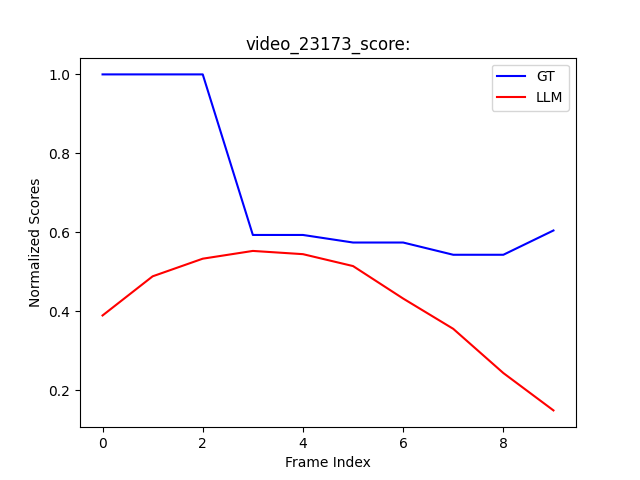 video_23173_score:
GT
LLM
Normalized Scores
1.0
0.8
0.6
0.4
0.2
0 2 4 6 8
Frame Index